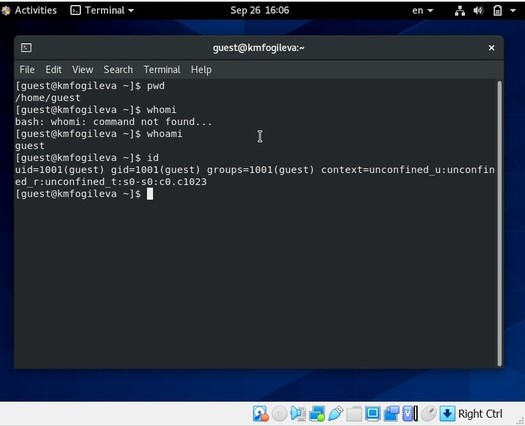 Activities Terminal Sep 26 16:06 en
guest@kmfogileva:~ ×
File Edit View Search Terminal Help
[guest@kmfogileva ~]$ pwd
/home/guest
[guest@kmfogileva ~]$ whomi
bash: whomi: command not found...
[guest@kmfogileva ~]$ whoami
guest
[guest@kmfogileva ~]$ id
uid=1001(guest) gid=1001(guest) groups=1001(guest) context=unconfined_u:unconfin
ed_r:unconfined_t:s0-s0:c0.c1023
[guest@kmfogileva ~]$
Right Ctrl